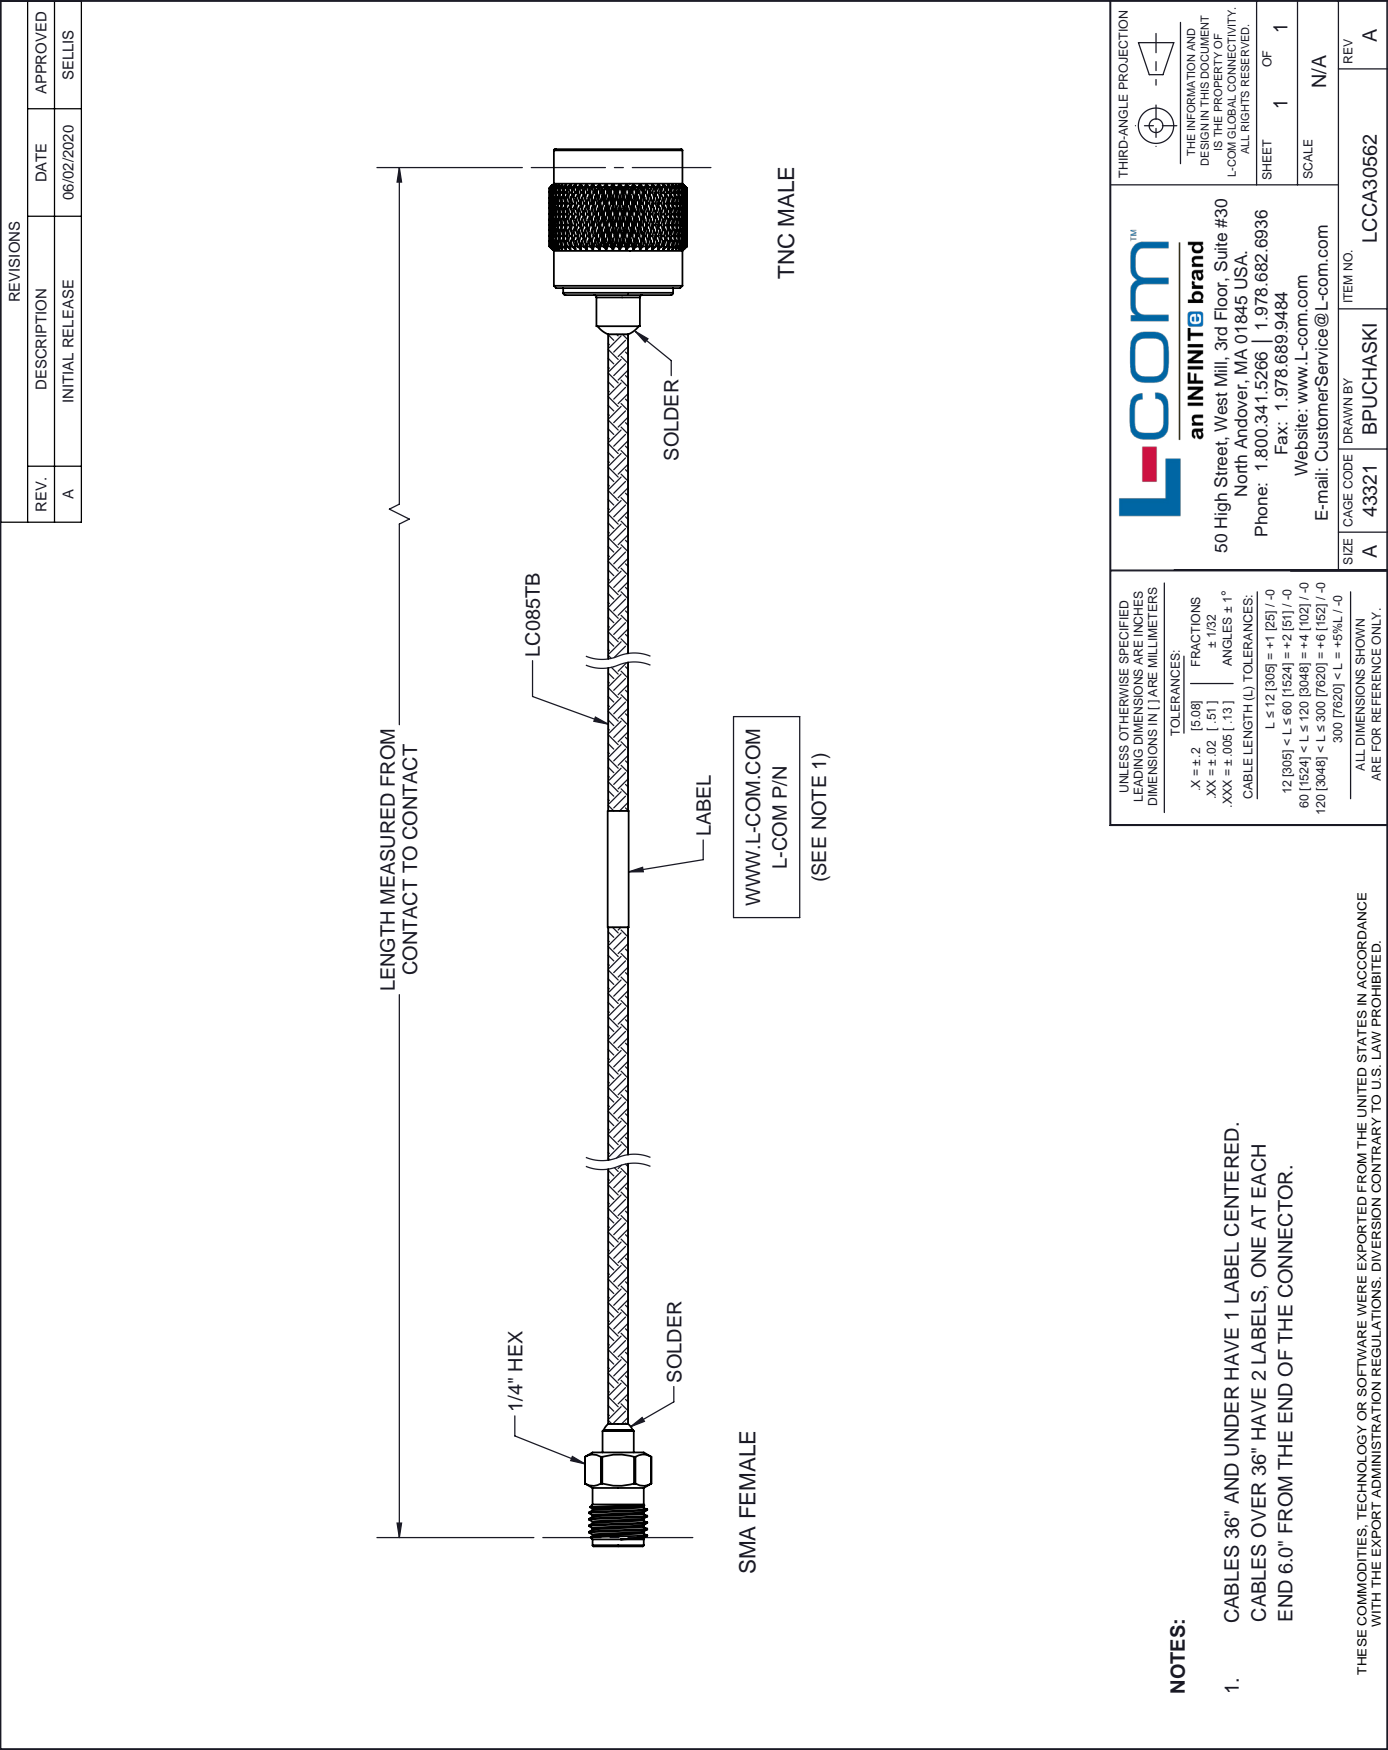 REVISIONS
REV. DESCRIPTION DATE APPROVED
A INITIAL RELEASE 06/02/2020 SELLIS
LENGTH MEASURED FROM
CONTACT TO CONTACT
1/4" HEX
LC085TB
SOLDER
SOLDER
LABEL
SMA FEMALE
TNC MALE
WWW.L-COM.COM
L-COM P/N
(SEE NOTE 1)
NOTES:
1. CABLES 36" AND UNDER HAVE 1 LABEL CENTERED.
CABLES OVER 36" HAVE 2 LABELS, ONE AT EACH
END 6.0" FROM THE END OF THE CONNECTOR.
THESE COMMODITIES, TECHNOLOGY OR SOFTWARE WERE EXPORTED FROM THE UNITED STATES IN ACCORDANCE
WITH THE EXPORT ADMINISTRATION REGULATIONS. DIVERSION CONTRARY TO U.S. LAW PROHIBITED.
UNLESS OTHERWISE SPECIFIED
LEADING DIMENSIONS ARE INCHES
DIMENSIONS IN [ ] ARE MILLIMETERS
TOLERANCES:
.X = ± .2 [5.08] FRACTIONS
.XX = ± .02 [ .51 ] ± 1/32
.XXX = ± .005 [ .13 ] ANGLES ± 1°
CABLE LENGTH (L) TOLERANCES:
L ≤ 12 [305] = +1 [25] / -0
12 [305] < L ≤ 60 [1524] = +2 [51] / -0
60 [1524] < L ≤ 120 [3048] = +4 [102] / -0
120 [3048] < L ≤ 300 [7620] = +6 [152] / -0
300 [7620] < L = +5%L / -0
ALL DIMENSIONS SHOWN
ARE FOR REFERENCE ONLY.
L-com™
an INFINITe brand
50 High Street, West Mill, 3rd Floor, Suite #30
North Andover, MA 01845 USA.
Phone: 1.800.341.5266 | 1.978.682.6936
Fax: 1.978.689.9484
Website: www.L-com.com
E-mail: CustomerService@L-com.com
THIRD-ANGLE PROJECTION
THE INFORMATION AND
DESIGN IN THIS DOCUMENT
IS THE PROPERTY OF
L-COM GLOBAL CONNECTIVITY.
ALL RIGHTS RESERVED.
SHEET 1 OF 1
SCALE N/A
SIZE CAGE CODE DRAWN BY ITEM NO. REV
A 43321 BPUCHASKI LCCA30562 A